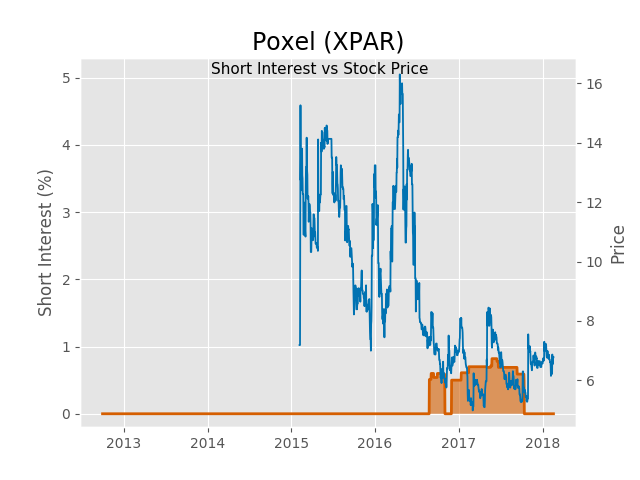 Poxel (XPAR)
Short Interest vs Stock Price
Short Interest (%)
5
4
3
2
1
0
16
14
12
10
8
6
Price
2013 2014 2015 2016 2017 2018